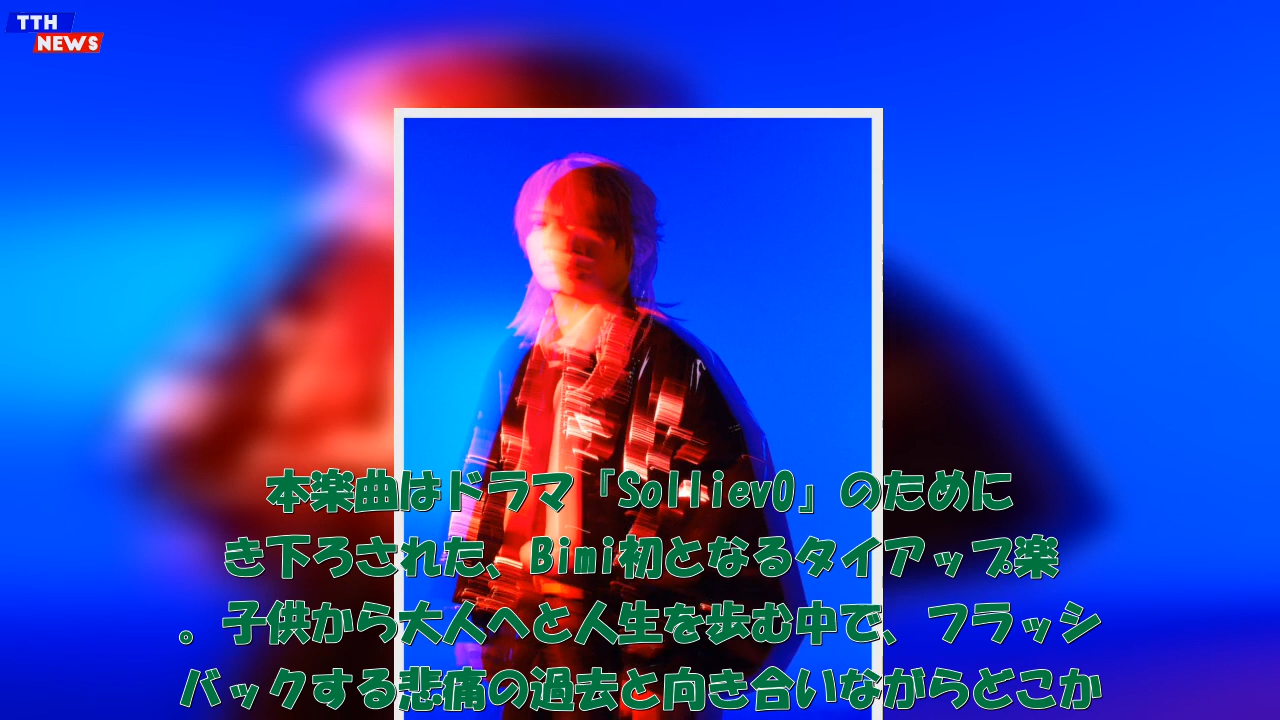 TTH
NEWS
本楽曲はドラマ「SollievO」のために
き下ろされた、Bimi初となるタイアップ楽
。子供から大人へと人生を歩む中で、フラッシ
バックする悲痛の過去と向き合いながらとこか